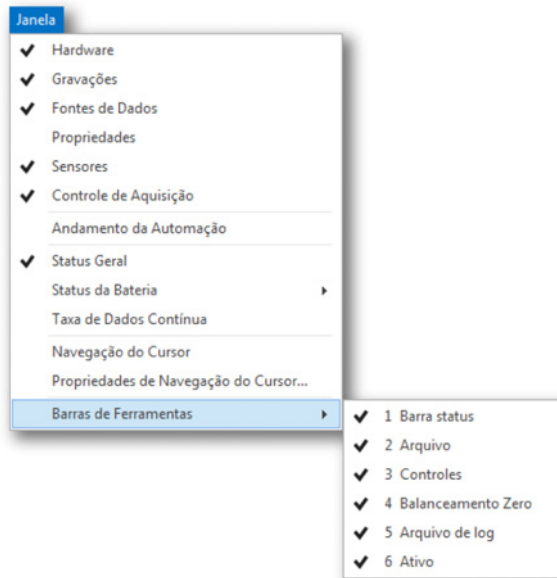 Janela
Hardware
Gravações
Fontes de Dados
Propriedades
Sensores
Controle de Aquisição
Andamento da Automação
Status Geral
Status da Bateria
Taxa de Dados Contínua
Navegação do Cursor
Propriedades de Navegação do Cursor...
Barras de Ferramentas
1 Barra status
2 Arquivo
3 Controles
4 Balanceamento Zero
5 Arquivo de log
6 Ativo